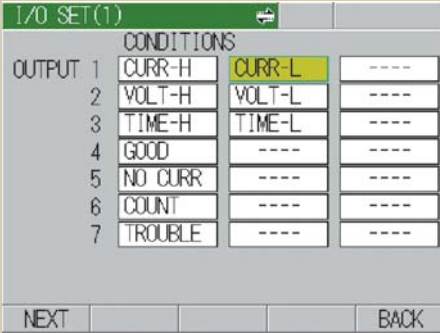 I/O SET(1)
CONDITIONS
OUTPUT 1 CURR-H CURR-L ----
2 VOLT-H VOLT-L ----
3 TIME-H TIME-L ----
4 GOOD ---- ----
5 NO CURR ---- ----
6 COUNT ---- ----
7 TROUBLE ---- ----
NEXT BACK